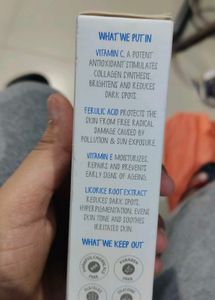 WHAT WE PUT IN
VITAMIN C, A POTENT
ANTIOXIDANT STIMULATES
COLLAGEN SYNTHESIS,
BRIGHTENS AND REDUCES
DARK SPOTS.
FERULIC ACID PROTECTS THE
SKIN FROM FREE RADICAL
DAMAGE CAUSED BY
POLLUTION & SUN EXPOSURE.
VITAMIN E MOISTURIZES,
REPAIRS AND PREVENTS
EARLY SIGNS OF AGEING.
LICORICE ROOT EXTRACT
REDUCES DARK SPOTS,
HYPERPIGMENTATION, EVENS
SKIN TONE AND SOOTHES
IRRITATED SKIN.
WHAT WE KEEP OUT
PARABEN
FREE